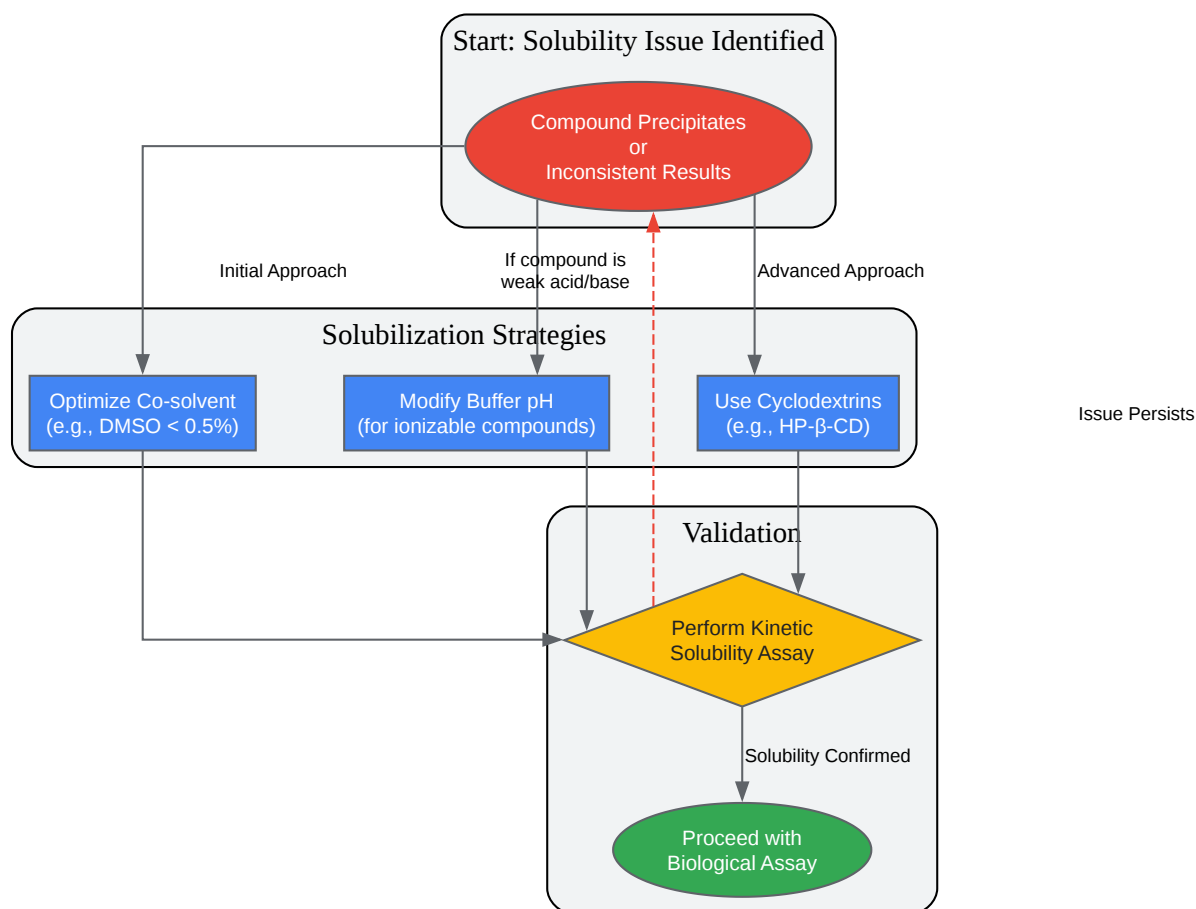 Start: Solubility Issue Identified
Compound Precipitates
or
Inconsistent Results
Initial Approach
If compound is
weak acid/base
Advanced Approach
Solubilization Strategies
Optimize Co-solvent
(e.g., DMSO < 0.5%)
Modify Buffer pH
(for ionizable compounds)
Use Cyclodextrins
(e.g., HP-β-CD)
Issue Persists
Validation
Perform Kinetic
Solubility Assay
Solubility Confirmed
Proceed with
Biological Assay